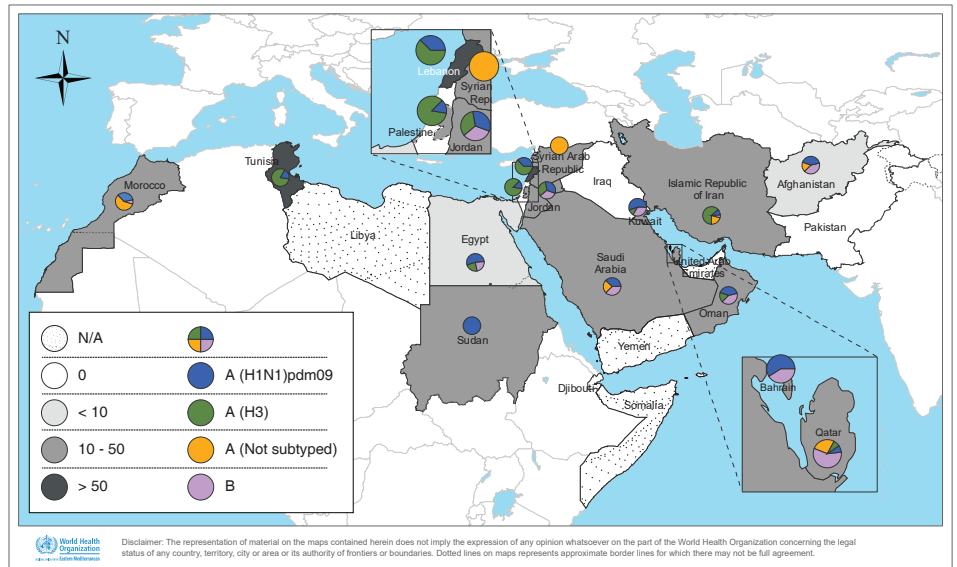 N
Lebanon
Syrian
Rep
Palestine
Jordan
Tunisia
Morocco
Syrian Arab
Republic
Iraq
Islamic Republic
of Iran
Afghanistan
Jordan
Kuwait
Pakistan
Libya
Egypt
Saudi
Arabia
United Arab
Emirates
Oman
Sudan
Yemen
Djibouti
Somalia
Bahrain
Qatar
N/A
0
A (H1N1)pdm09
< 10
A (H3)
10 - 50
A (Not subtyped)
> 50
B
World Health
Organization
Eastern Mediterranean
Disclaimer: The representation of material on the maps contained herein does not imply the expression of any opinion whatsoever on the part of the World Health Organization concerning the legal
status of any country, territory, city or area or its authority of frontiers or boundaries. Dotted lines on maps represents approximate border lines for which there may not be full agreement.